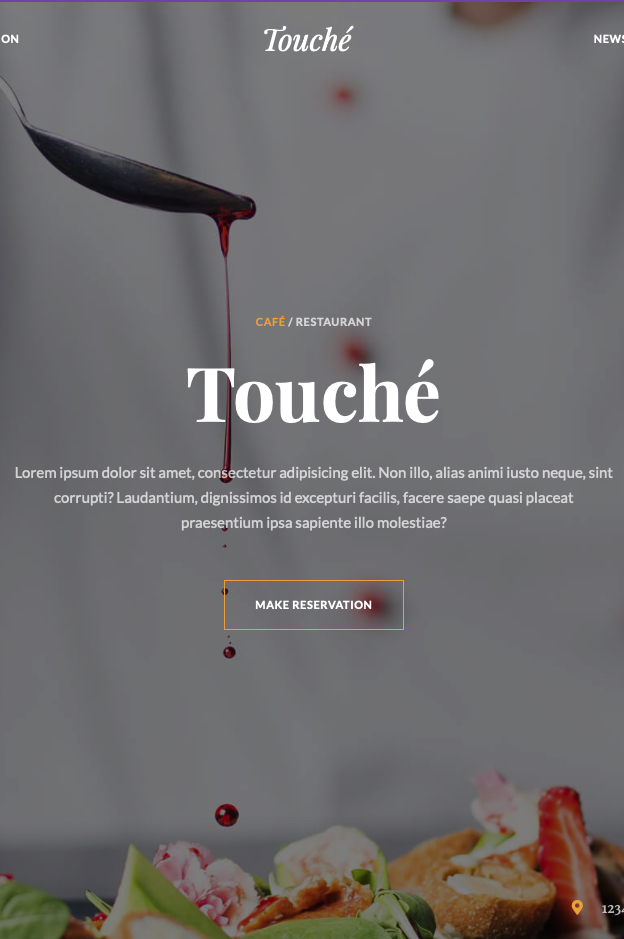 ON
Touché
NEWS
CAFÉ / RESTAURANT
Touché
Lorem ipsum dolor sit amet, consectetur adipisicing elit. Non illo, alias animi iusto neque, sint
corrupti? Laudantium, dignissimos id excepturi facilis, facere saepe quasi placeat
praesentium ipsa sapiente illo molestiae?
MAKE RESERVATION
1234